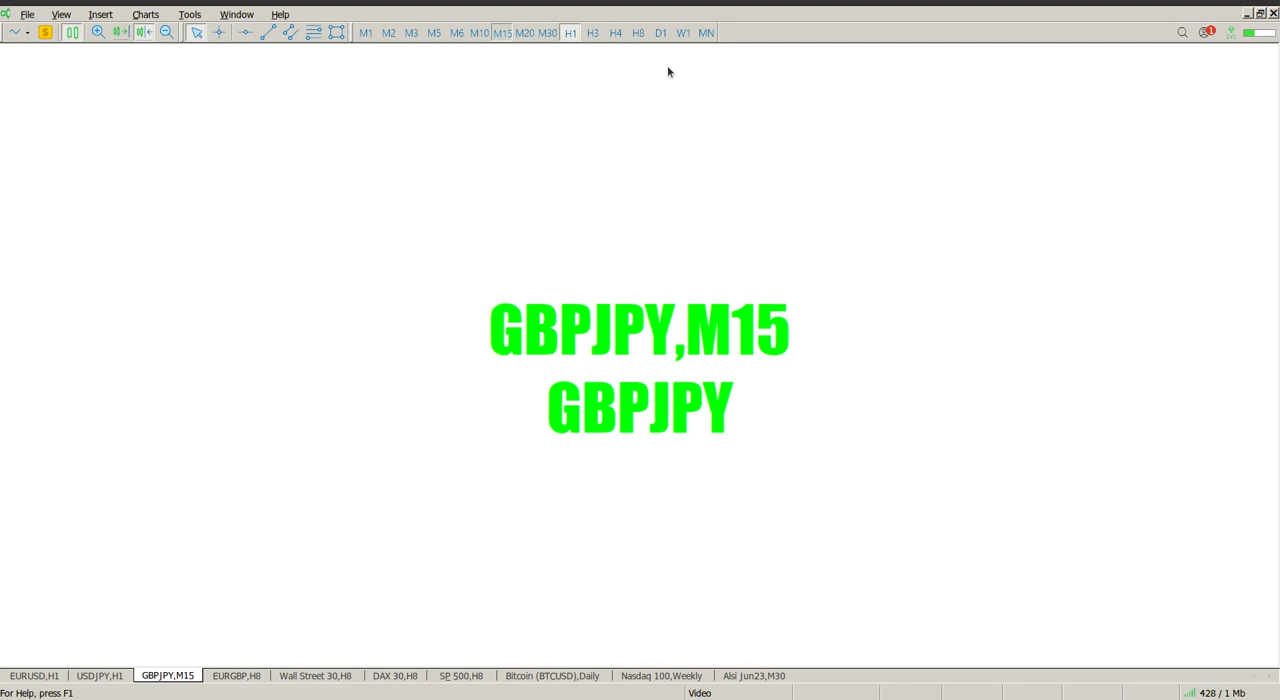 File View Insert Charts Tools Window Help
$ M1 M2 M3 M5 M6 M10 M15 M20 M30 H1 H3 H4 H8 D1 W1 MN 1 LVL
GBPJPY,M15
GBPJPY
EURUSD,H1 USDJPY,H1 GBPJPY,M15 EURGBP,H8 Wall Street 30,H8 DAX 30,H8 SP 500,H8 Bitcoin (BTCUSD),Daily Nasdaq 100,Weekly Alsi Jun23,M30
For Help, press F1 Video 428 / 1 Mb